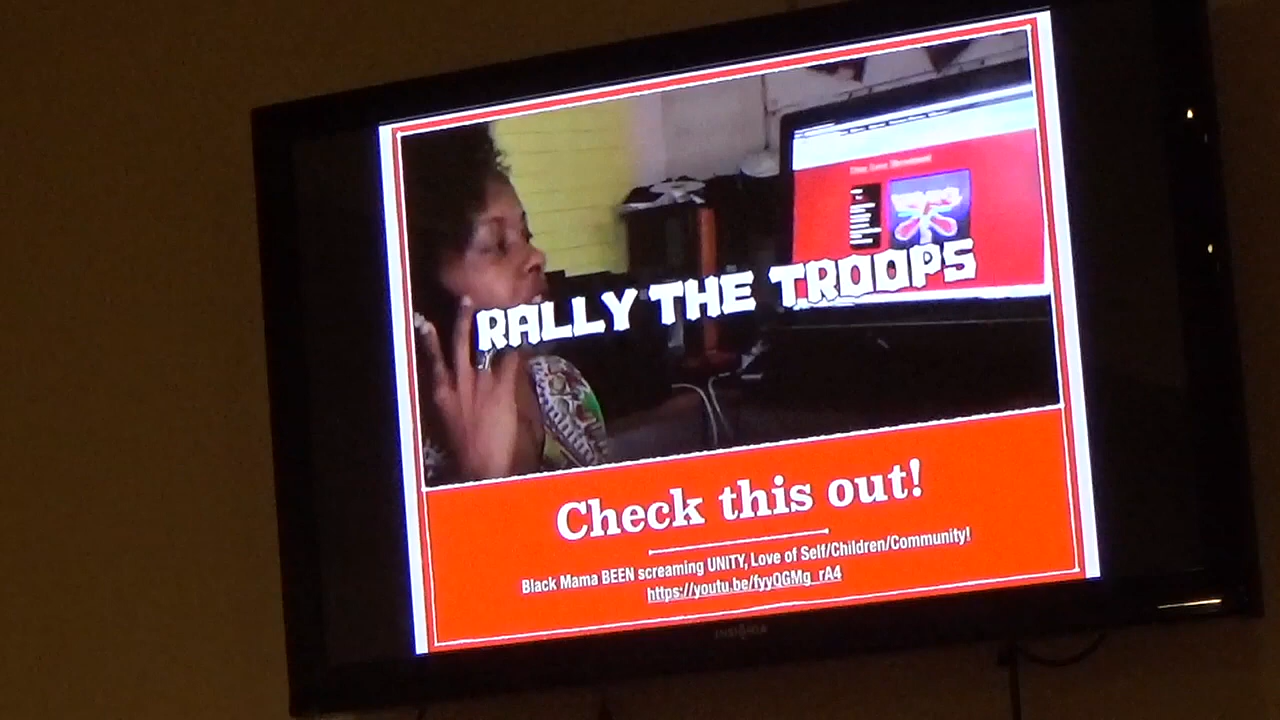 RALLY THE TROOPS
Check this out!
Black Mama BEEN screaming UNITY, Love of Self/Children/Community!
https://youtu.be/fyyQGMg_rA4
INSIGNIA